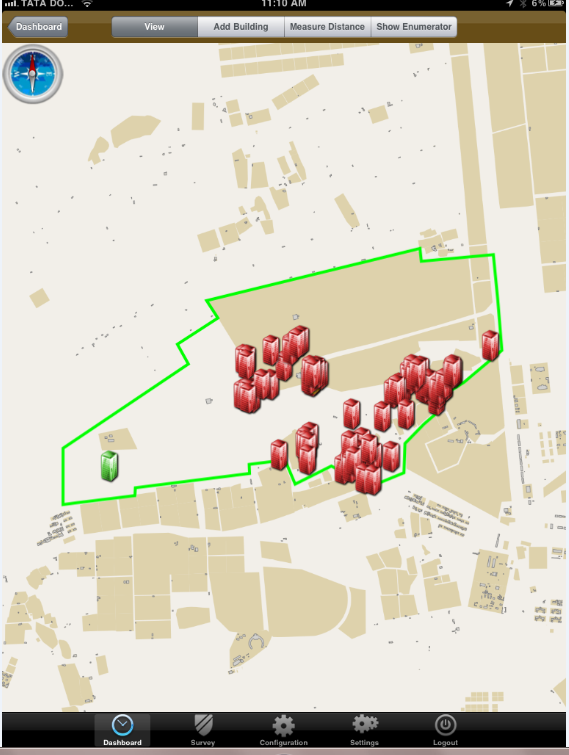 TATA DO... 11:10 AM 6%
Dashboard View Add Building Measure Distance Show Enumerator
Dashboard Survey Configuration Settings Logout